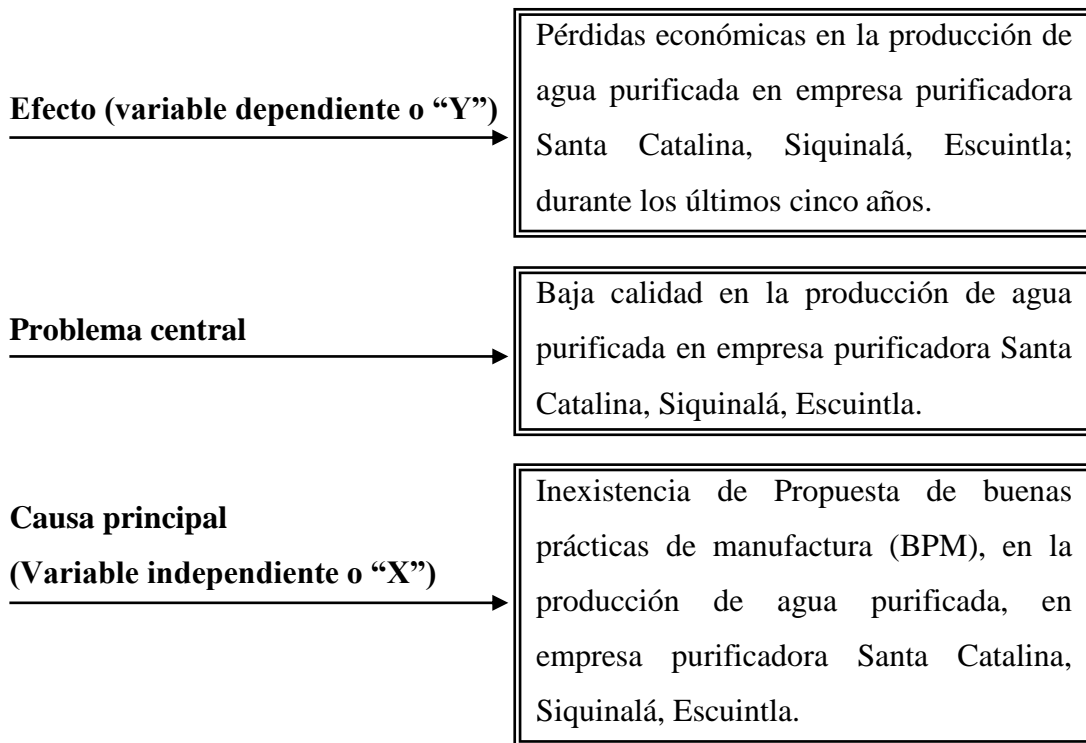 Efecto (variable dependiente o “Y”)
Pérdidas económicas en la producción de
agua purificada en empresa purificadora
Santa Catalina, Siquinalá, Escuintla;
durante los últimos cinco años.
Problema central
Baja calidad en la producción de agua
purificada en empresa purificadora Santa
Catalina, Siquinalá, Escuintla.
Causa principal
(Variable independiente o “X”)
Inexistencia de Propuesta de buenas
prácticas de manufactura (BPM), en la
producción de agua purificada, en
empresa purificadora Santa Catalina,
Siquinalá, Escuintla.